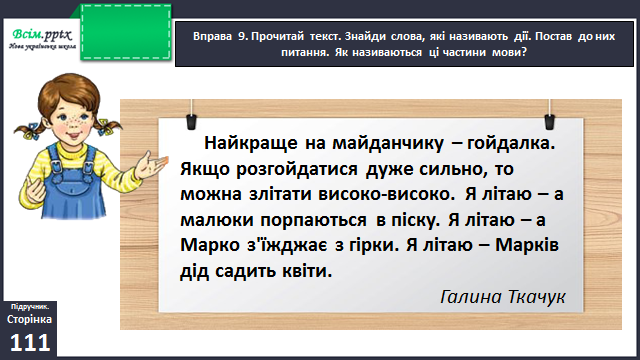 Всім.pptx
Нова українська школа
Вправа 9. Прочитай текст. Знайди слова, які називають дії. Постав до них
питання. Як називаються ці частини мови?
Найкраще на майданчику – гойдалка.
Якщо розгойдатися дуже сильно, то
можна злітати високо-високо. Я літаю – а
малюки порпаються в піску. Я літаю – а
Марко з'їжджає з гірки. Я літаю – Марків
дід садить квіти.
Галина Ткачук
Підручник.
Сторінка
111